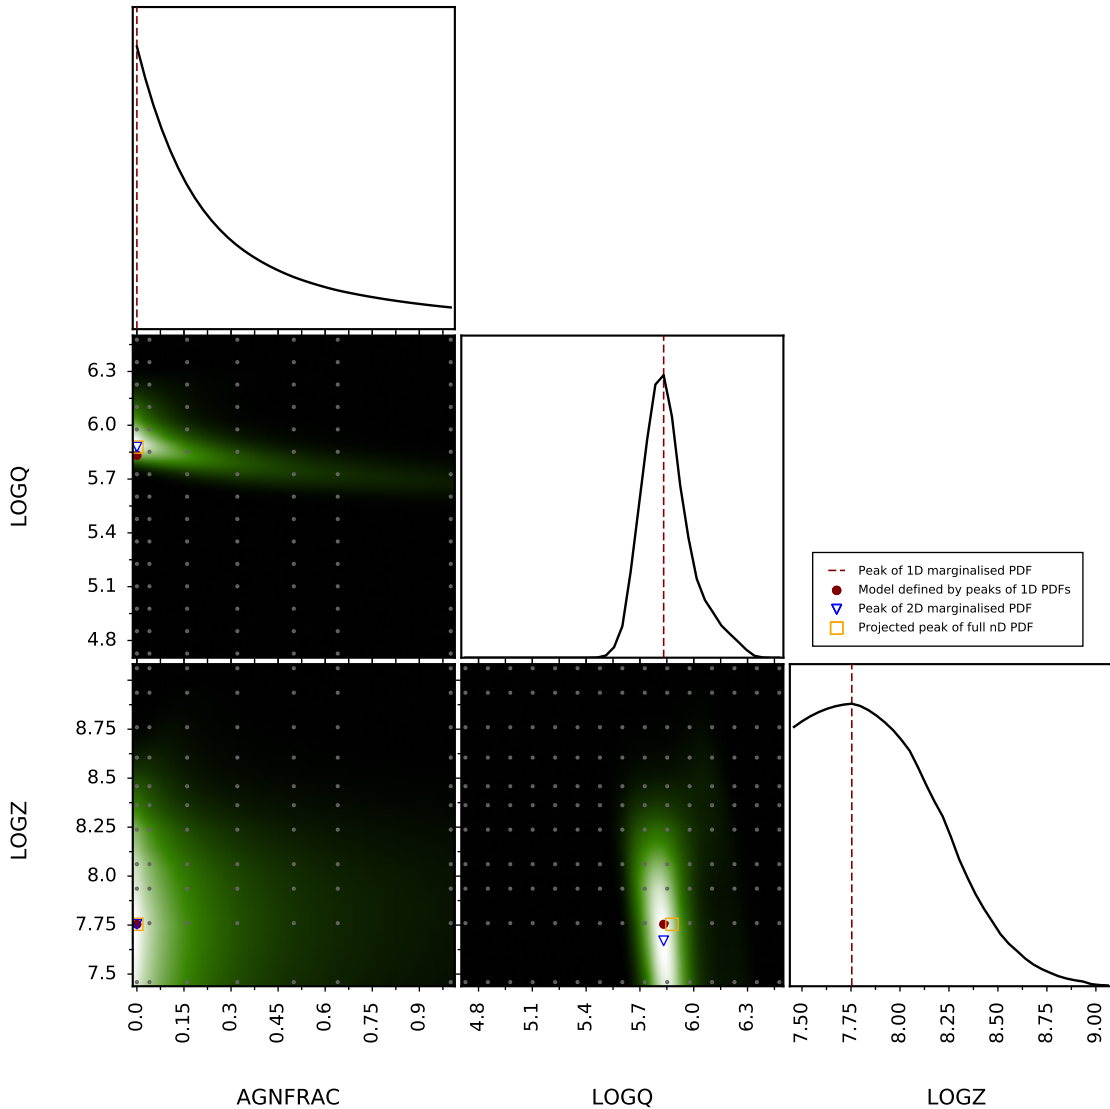 6.3
6.0
5.7
5.4
5.1
4.8
LOGQ
Peak of 1D marginalised PDF
Model defined by peaks of 1D PDFs
Peak of 2D marginalised PDF
Projected peak of full nD PDF
8.75
8.5
8.25
8.0
7.75
7.5
LOGZ
0.0 0.15 0.3 0.45 0.6 0.75 0.9
4.8 5.1 5.4 5.7 6.0 6.3
7.50 7.75 8.00 8.25 8.50 8.75 9.00
AGNFRAC LOGQ LOGZ